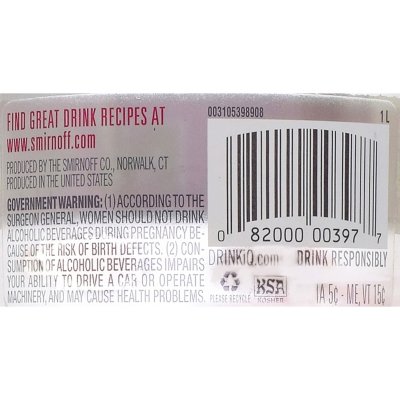 FIND GREAT DRINK RECIPES AT
www.smirnoff.com
PRODUCED BY THE SMIRNOFF CO., NORWALK, CT
PRODUCED IN THE UNITED STATES
GOVERNMENT WARNING: (1) ACCORDING TO THE
SURGEON GENERAL, WOMEN SHOULD NOT DRINK
ALCOHOLIC BEVERAGES DURING PREGNANCY BE-
CAUSE OF THE RISK OF BIRTH DEFECTS. (2) CON-
SUMPTION OF ALCOHOLIC BEVERAGES IMPAIRS
YOUR ABILITY TO DRIVE A CAR OR OPERATE
MACHINERY, AND MAY CAUSE HEALTH PROBLEMS.
003105398908
1 L
0 82000 00397 7
DRINKiQ.com DRINK RESPONSIBLY
PLEASE RECYCLE
KSA
KOSHER
IA 5¢ · ME, VT 15¢